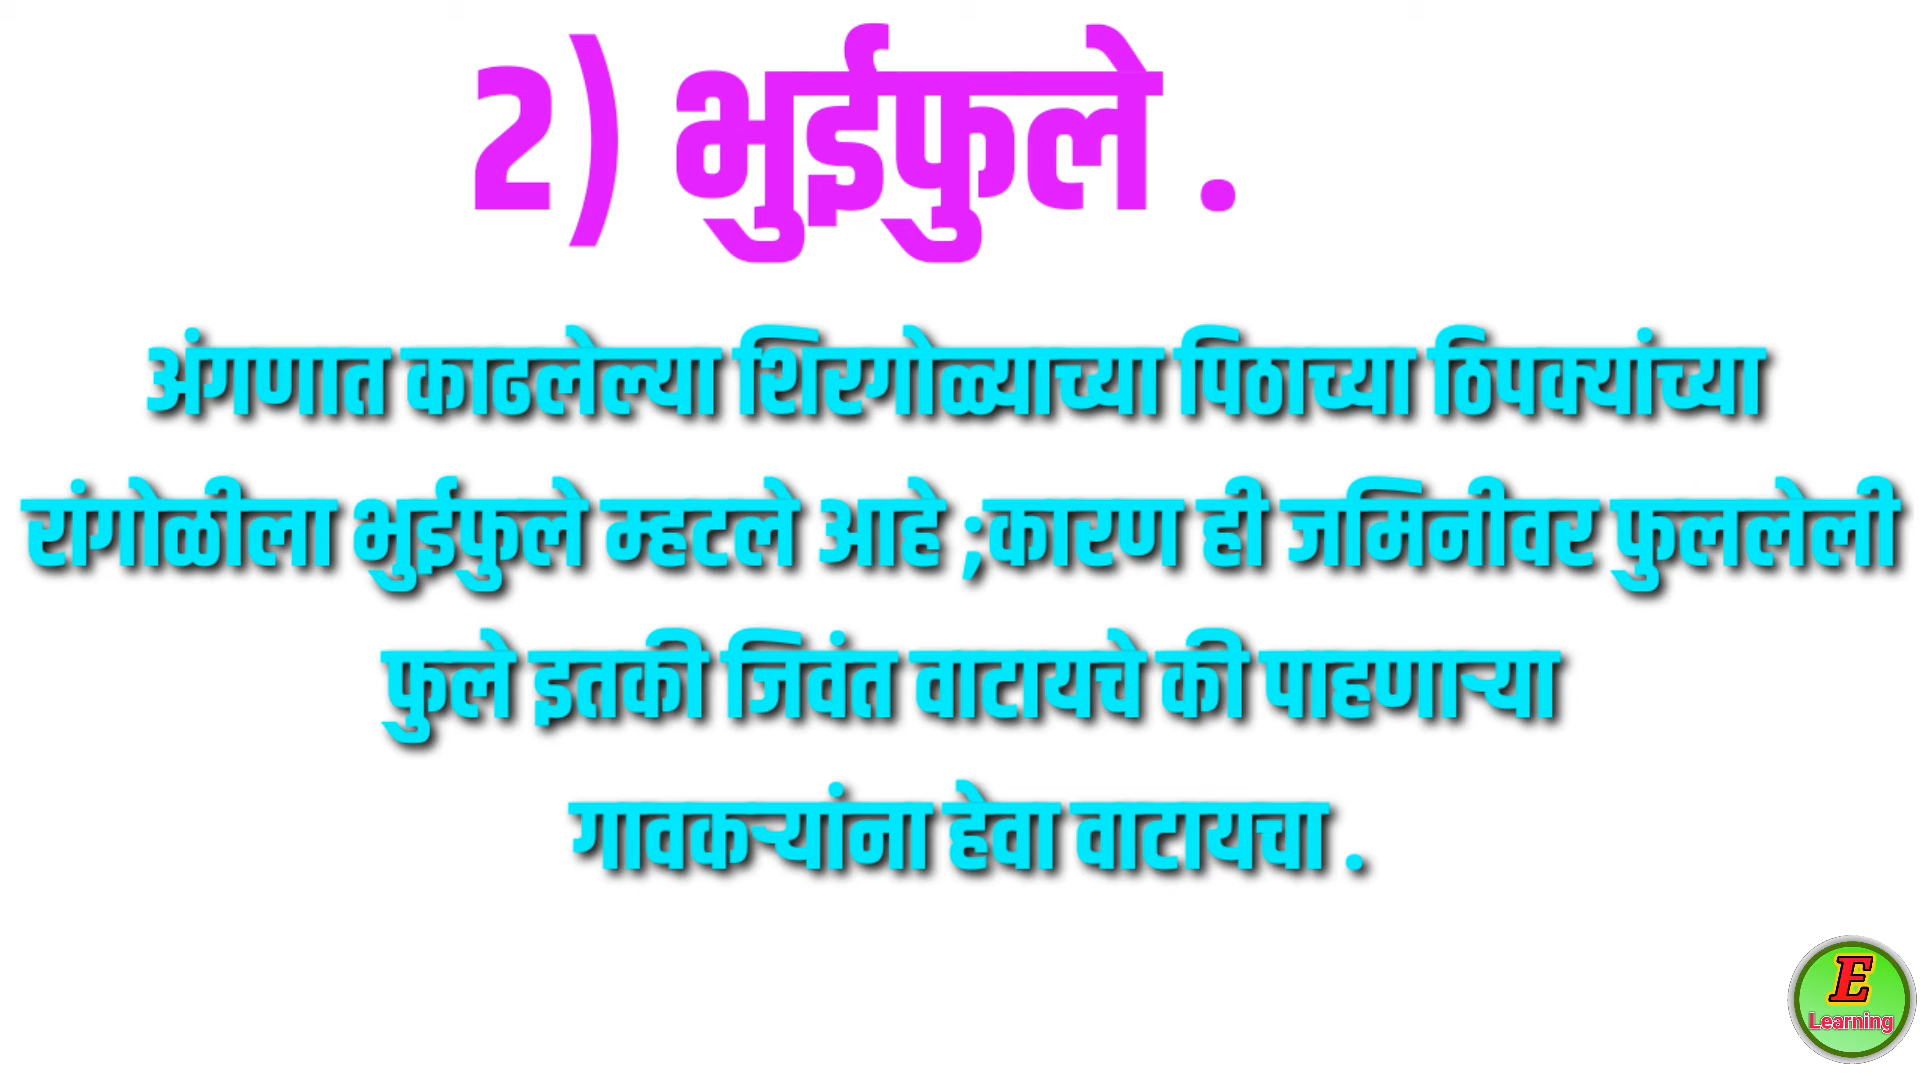 2) भुईफुले .
अंगणात काढलेल्या शिरगोळ्याच्या पिठाच्या ठिपक्यांच्या
रांगोळीला भुईफुले म्हटले आहे ;कारण ही जमिनीवर फुललेली
फुले इतकी जिवंत वाटायचे की पाहणाऱ्या
गावकऱ्यांना हेवा वाटायचा .
E
Learning